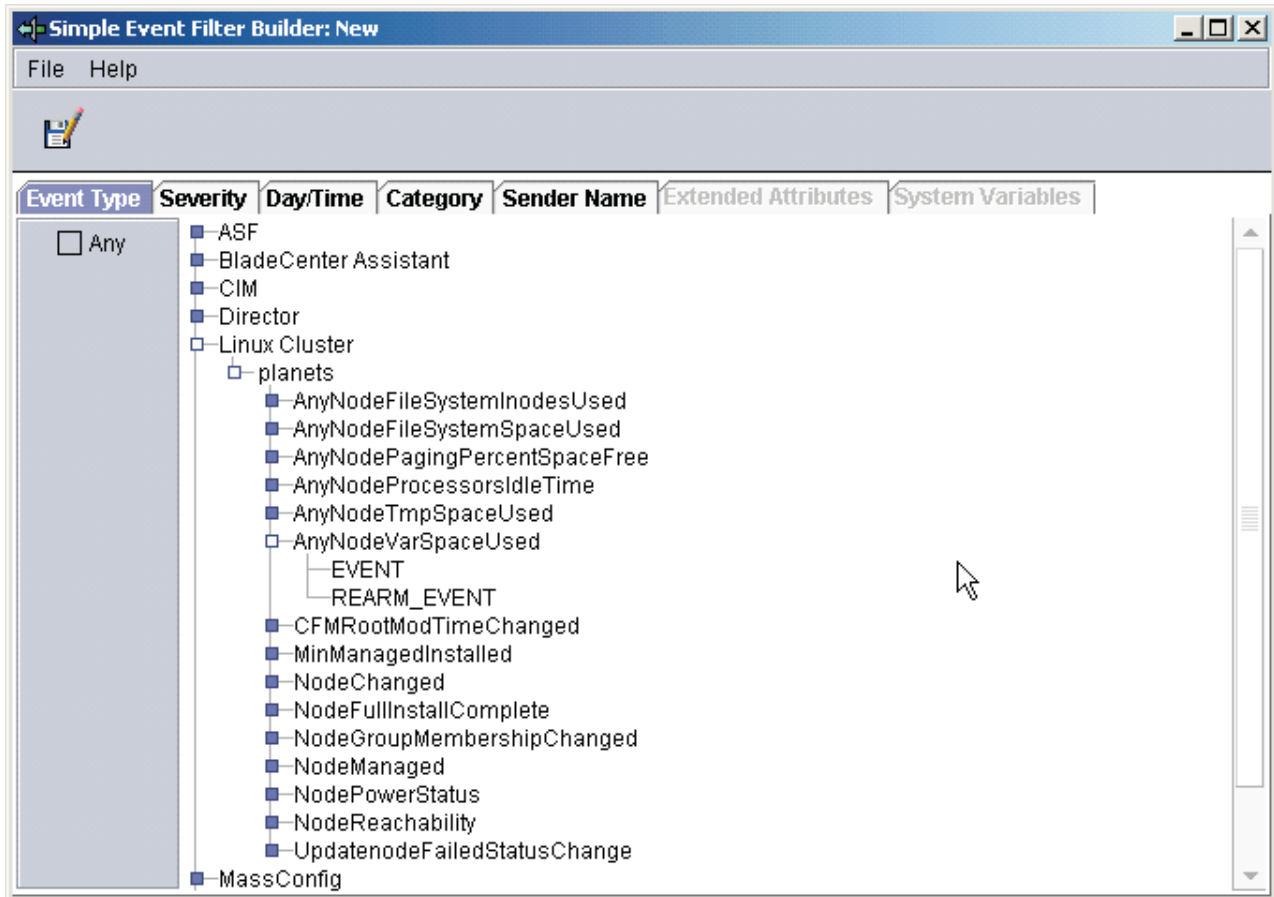 Simple Event Filter Builder: New
File Help
Event Type Severity Day/Time Category Sender Name Extended Attributes System Variables
Any
ASF
BladeCenter Assistant
CIM
Director
Linux Cluster
planets
AnyNodeFileSystemInodesUsed
AnyNodeFileSystemSpaceUsed
AnyNodePagingPercentSpaceFree
AnyNodeProcessorsIdleTime
AnyNodeTmpSpaceUsed
AnyNodeVarSpaceUsed
EVENT
REARM_EVENT
CFMRootModTimeChanged
MinManagedInstalled
NodeChanged
NodeFullInstallComplete
NodeGroupMembershipChanged
NodeManaged
NodePowerStatus
NodeReachability
UpdatenodeFailedStatusChange
MassConfig